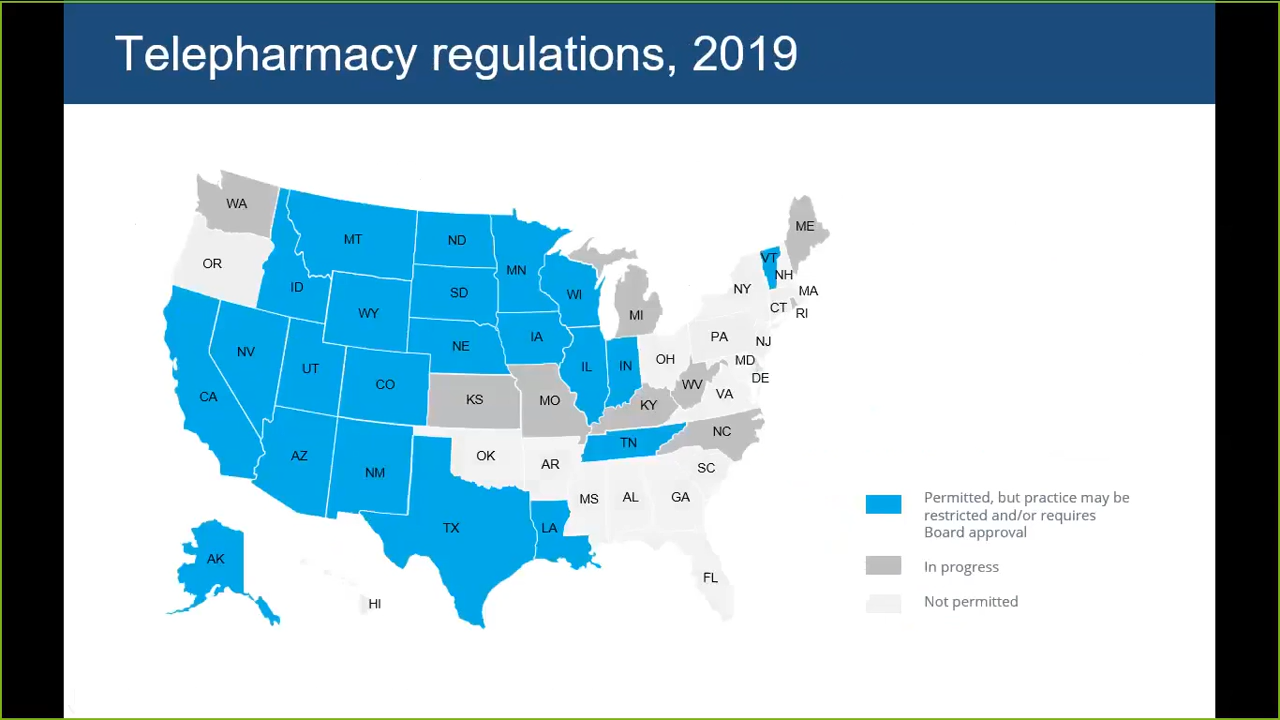 Telepharmacy regulations, 2019
WA
ME
MT
ND
VT
OR
MN
NH
ID
SD
WI
NY
MA
WY
MI
CT
RI
NE
IA
PA
NJ
NV
UT
IL
IN
OH
MD
CO
WV
DE
CA
KS
MO
KY
VA
NC
AZ
NM
OK
AR
TN
SC
MS
AL
GA
TX
LA
AK
FL
HI
Permitted, but practice may be
restricted and/or requires
Board approval
In progress
Not permitted